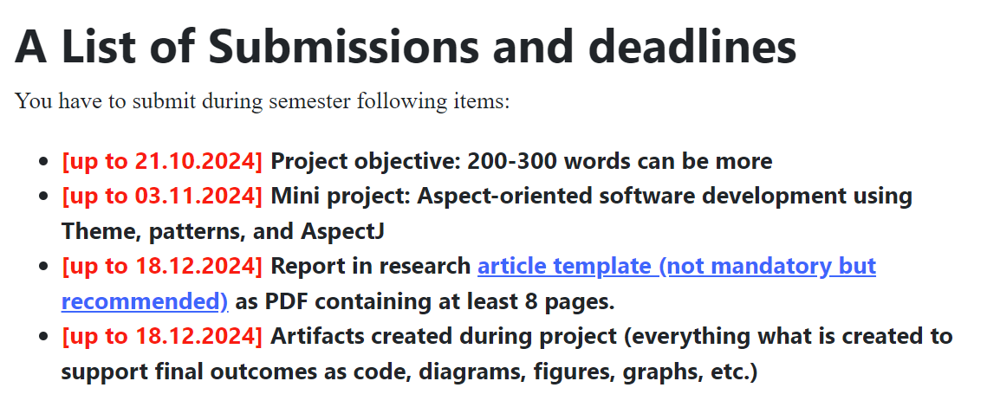 A List of Submissions and deadlines
You have to submit during semester following items:
• [up to 21.10.2024] Project objective: 200-300 words can be more
• [up to 03.11.2024] Mini project: Aspect-oriented software development using
Theme, patterns, and AspectJ
• [up to 18.12.2024] Report in research article template (not mandatory but
recommended) as PDF containing at least 8 pages.
• [up to 18.12.2024] Artifacts created during project (everything what is created to
support final outcomes as code, diagrams, figures, graphs, etc.)